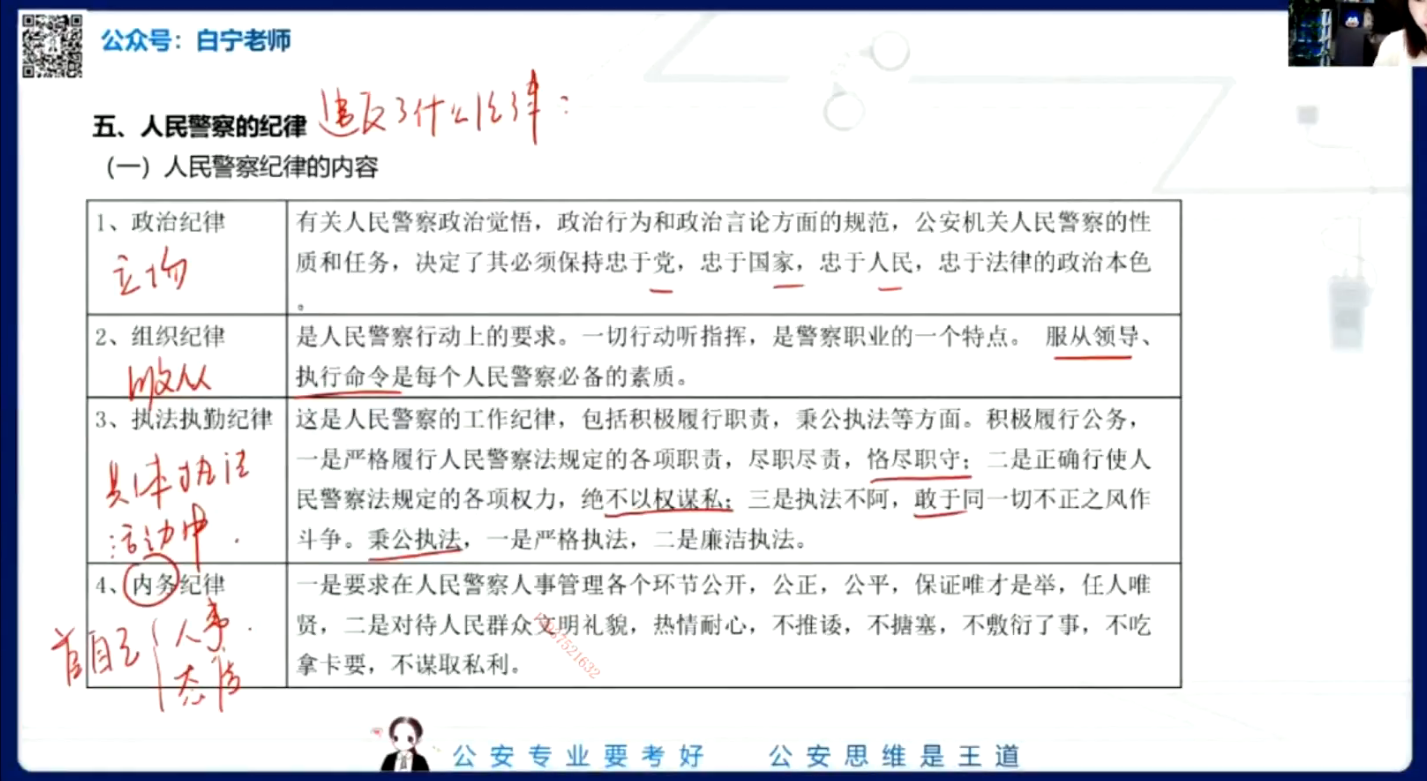 公众号：白宁老师
五、人民警察的纪律 违反了什么纪律：
（一）人民警察纪律的内容
1、政治纪律
立场
有关人民警察政治觉悟，政治行为和政治言论方面的规范，公安机关人民警察的性
质和任务，决定了其必须保持忠于党，忠于国家，忠于人民，忠于法律的政治本色
。
2、组织纪律
服从
是人民警察行动上的要求。一切行动听指挥，是警察职业的一个特点。 服从领导、
执行命令是每个人民警察必备的素质。
3、执法执勤纪律
具体执法
活动中.
这是人民警察的工作纪律，包括积极履行职责，秉公执法等方面。积极履行公务，
一是严格履行人民警察法规定的各项职责，尽职尽责，恪尽职守；二是正确行使人
民警察法规定的各项权力，绝不以权谋私；三是执法不阿，敢于同一切不正之风作
斗争。秉公执法，一是严格执法，二是廉洁执法。
4、内务纪律
管自己
人事
态度
一是要求在人民警察人事管理各个环节公开，公正，公平，保证唯才是举，任人唯
贤，二是对待人民群众文明礼貌，热情耐心，不推诿，不搪塞，不敷衍了事，不吃
拿卡要，不谋取私利。
公安专业要考好 公安思维是王道